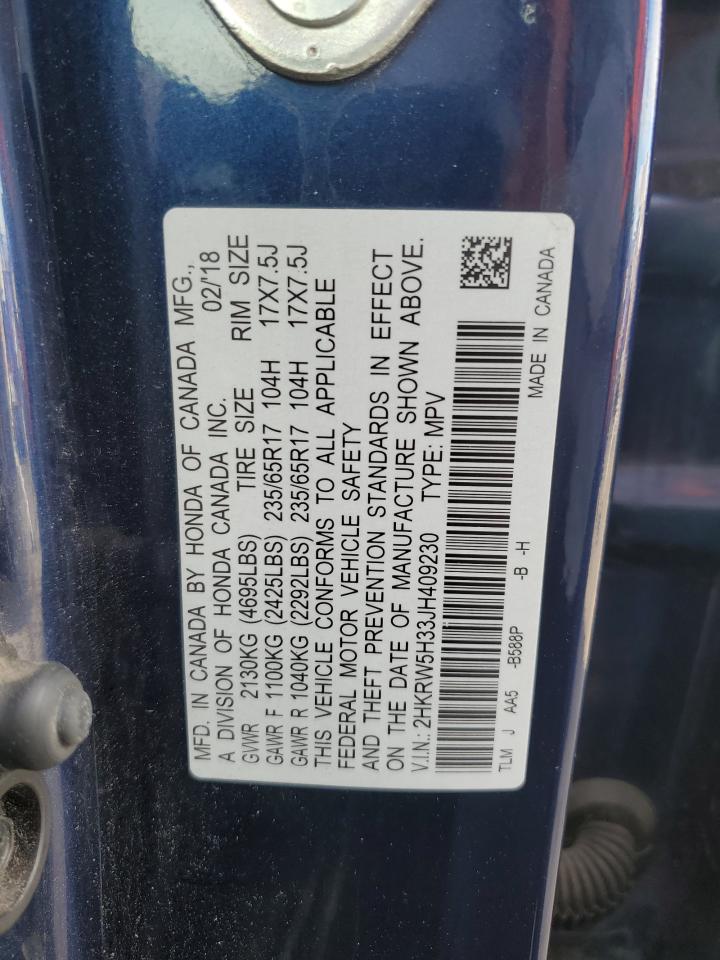 MFD. IN CANADA BY HONDA OF CANADA MFG.,
A DIVISION OF HONDA CANADA INC. 02/'18
GVWR 2130KG (4695LBS) TIRE SIZE RIM SIZE
GAWR F 1100KG (2425LBS) 235/65R17 104H 17X7.5J
GAWR R 1040KG (2292LBS) 235/65R17 104H 17X7.5J
THIS VEHICLE CONFORMS TO ALL APPLICABLE
FEDERAL MOTOR VEHICLE SAFETY
AND THEFT PREVENTION STANDARDS IN EFFECT
ON THE DATE OF MANUFACTURE SHOWN ABOVE.
V.I.N.: 2HKRW5H33JH409230 TYPE: MPV
TLM J AA5 -B588P -B -H
MADE IN CANADA